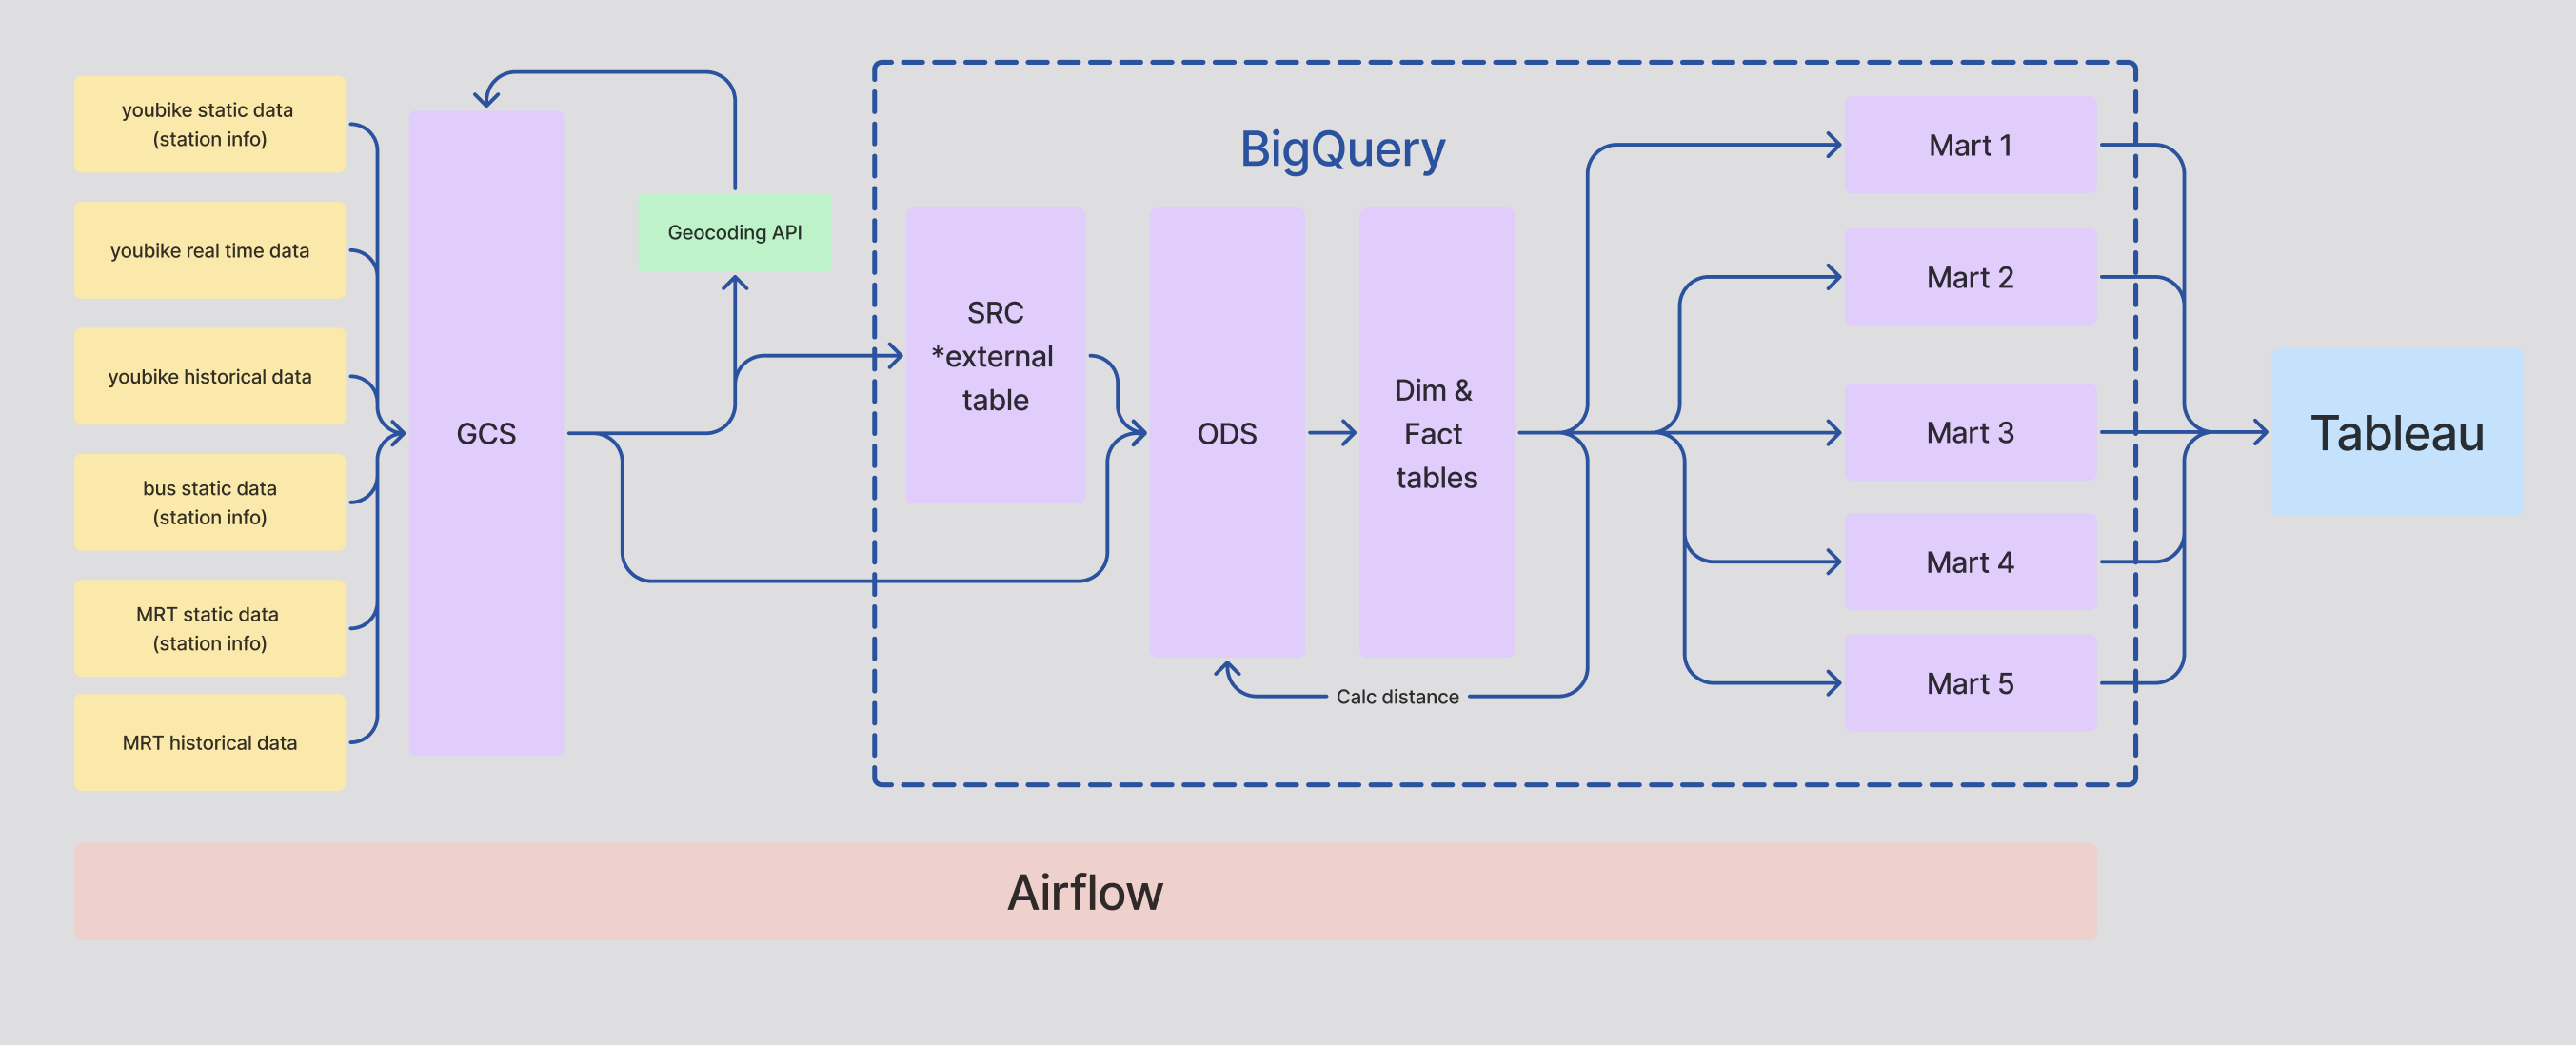 youbike static data
(station info)
youbike real time data
youbike historical data
bus static data
(station info)
MRT static data
(station info)
MRT historical data
GCS
Geocoding API
BigQuery
SRC
*external
table
ODS
Dim &
Fact
tables
Calc distance
Mart 1
Mart 2
Mart 3
Mart 4
Mart 5
Tableau
Airflow